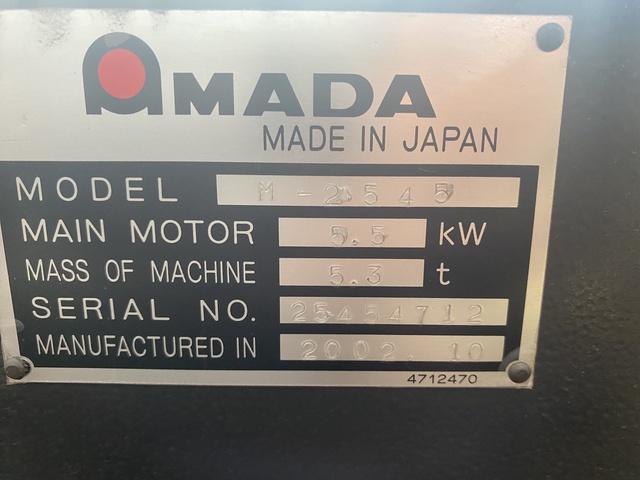 AMADA
MADE IN JAPAN
MODEL M-2545
MAIN MOTOR 5.5 kW
MASS OF MACHINE 5.3 t
SERIAL NO. 25454712
MANUFACTURED IN 2002. 10
4712470